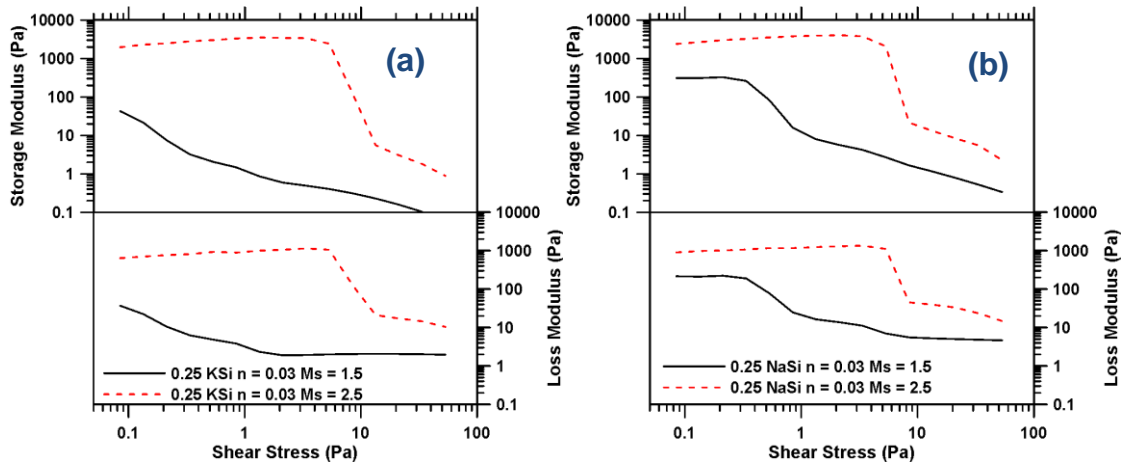 (a)
Storage Modulus (Pa)
10000
1000
100
10
1
0.1
Loss Modulus (Pa)
10000
1000
100
10
1
0.1
0.25 KSi n = 0.03 Ms = 1.5
0.25 KSi n = 0.03 Ms = 2.5
0.1
1
10
100
Shear Stress (Pa)
(b)
Storage Modulus (Pa)
10000
1000
100
10
1
0.1
Loss Modulus (Pa)
10000
1000
100
10
1
0.1
0.25 NaSi n = 0.03 Ms = 1.5
0.25 NaSi n = 0.03 Ms = 2.5
0.1
1
10
100
Shear Stress (Pa)